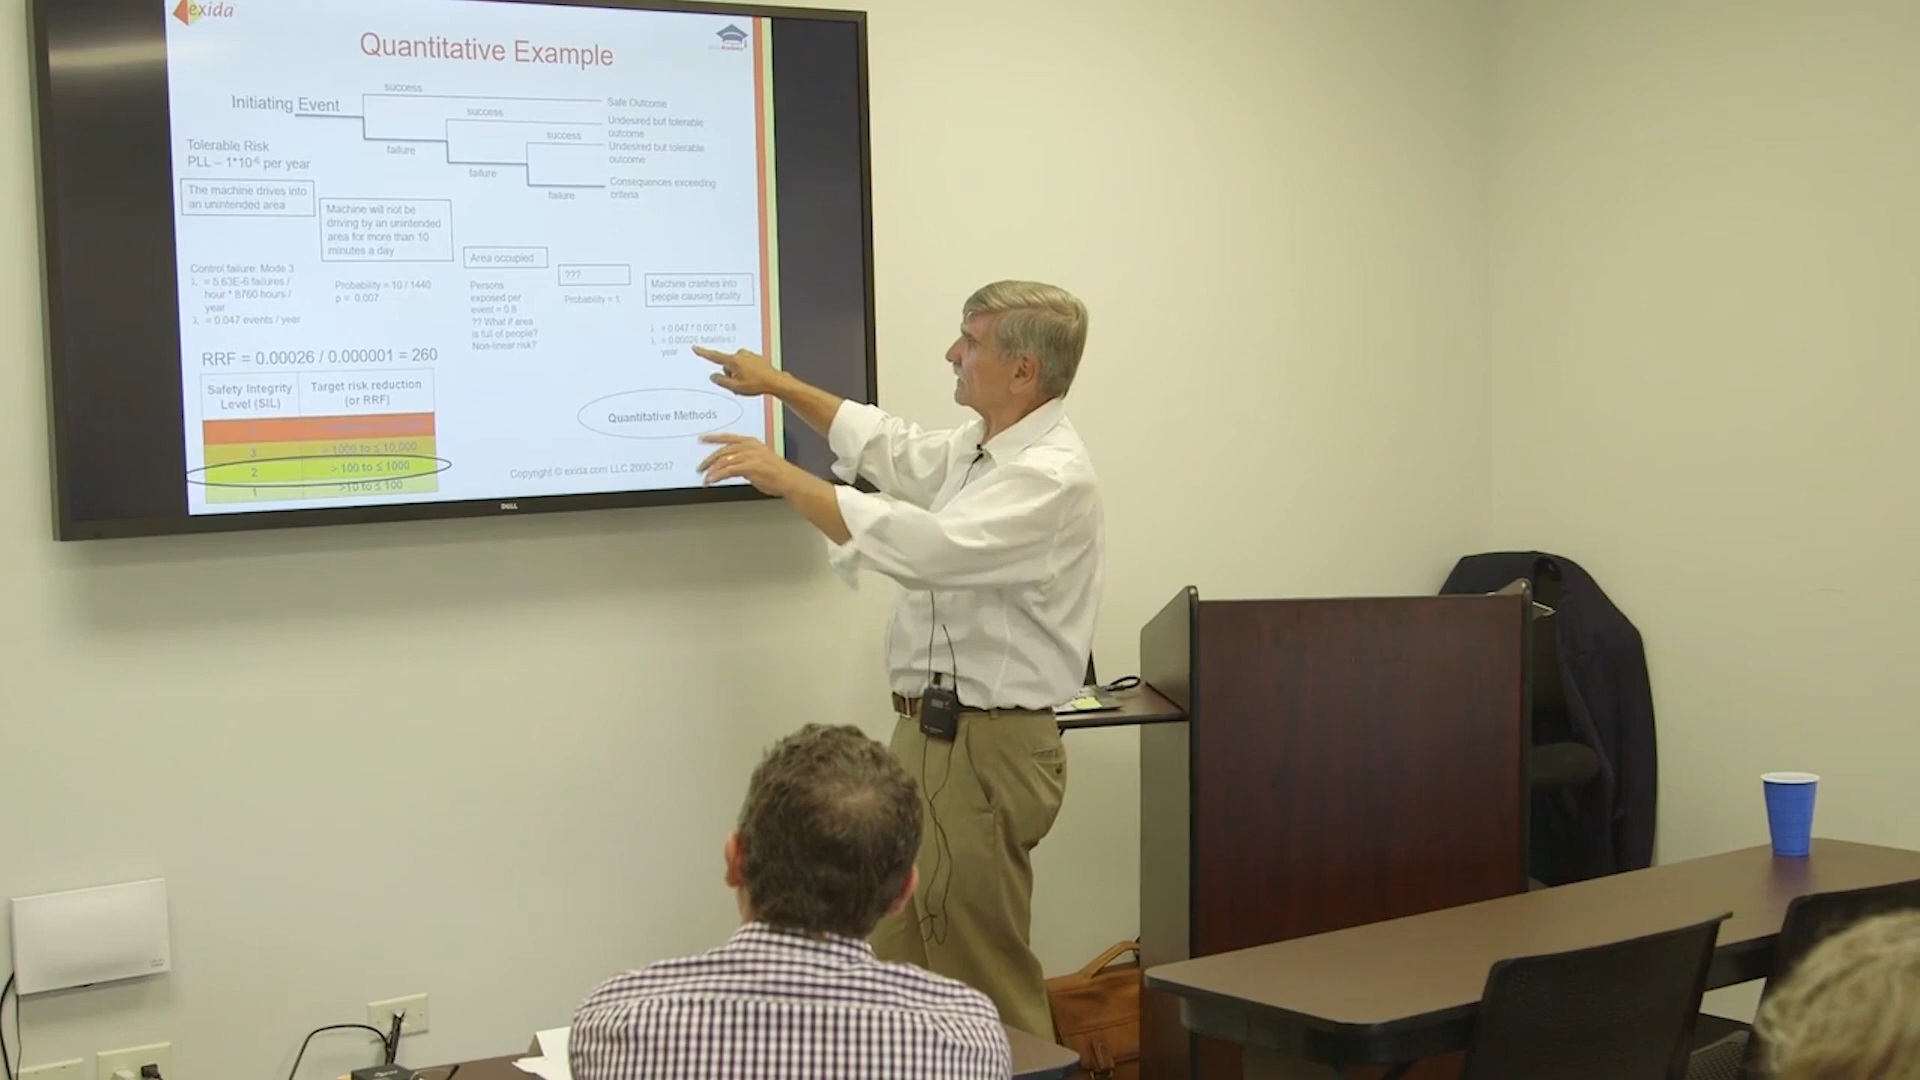 exida
Quantitative Example
Initiating Event
success
success
success
failure
failure
failure
Safe Outcome
Undesired but tolerable
outcome
Undesired but tolerable
outcome
Consequences exceeding
criteria
Tolerable Risk
PLL – 1*10⁻⁶ per year
The machine drives into
an unintended area
Machine will not be
driving by an unintended
area for more than 10
minutes a day
Area occupied
???
Machine crashes into
people causing fatality
Control failure: Mode 3
λ = 5.63E-6 failures /
hour * 8760 hours /
year
λ = 0.047 events / year
Probability = 10 / 1440
p = 0.007
Persons
exposed per
event = 0.8
?? What if area
is full of people?
Non-linear risk?
Probability = 1
λ = 0.047 * 0.007 * 0.8
λ = 0.00026 fatalities /
year
RRF = 0.00026 / 0.000001 = 260
Safety Integrity
Level (SIL)
Target risk reduction
(or RRF)
3
> 1000 to ≤ 10,000
2
> 100 to ≤ 1000
1
>10 to ≤ 100
Quantitative Methods
Copyright © exida.com LLC 2000-2017
DELL